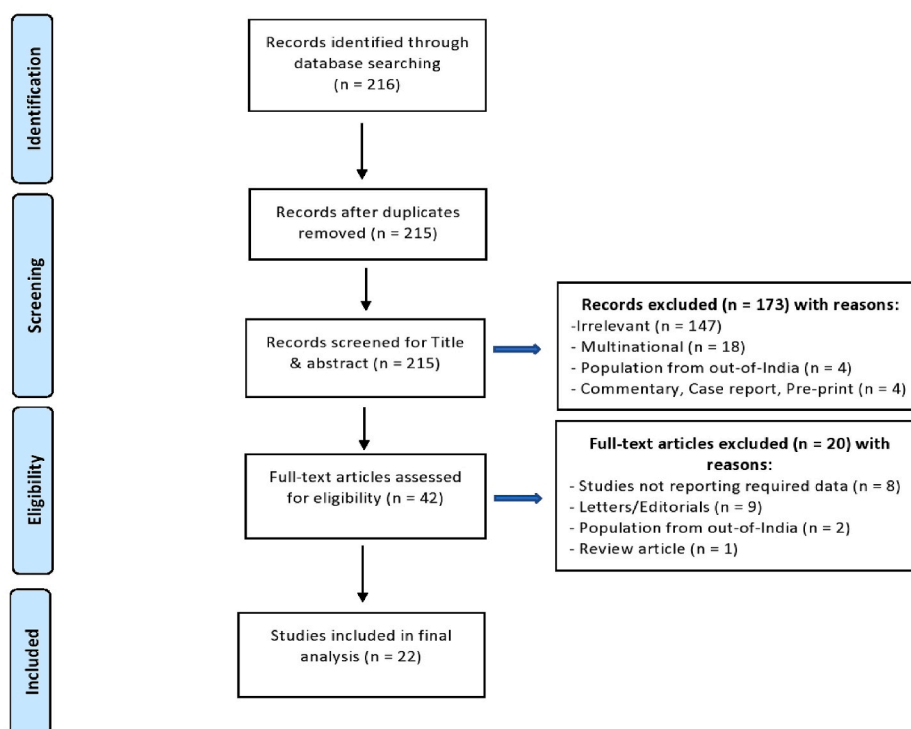 Identification
Records identified through
database searching
(n = 216)
Screening
Records after duplicates
removed (n = 215)
Records screened for Title
& abstract (n = 215)
Records excluded (n = 173) with reasons:
-Irrelevant (n = 147)
- Multinational (n = 18)
- Population from out-of-India (n = 4)
- Commentary, Case report, Pre-print (n = 4)
Eligibility
Full-text articles assessed
for eligibility (n = 42)
Full-text articles excluded (n = 20) with
reasons:
- Studies not reporting required data (n = 8)
- Letters/Editorials (n = 9)
- Population from out-of-India (n = 2)
- Review article (n = 1)
Included
Studies included in final
analysis (n = 22)